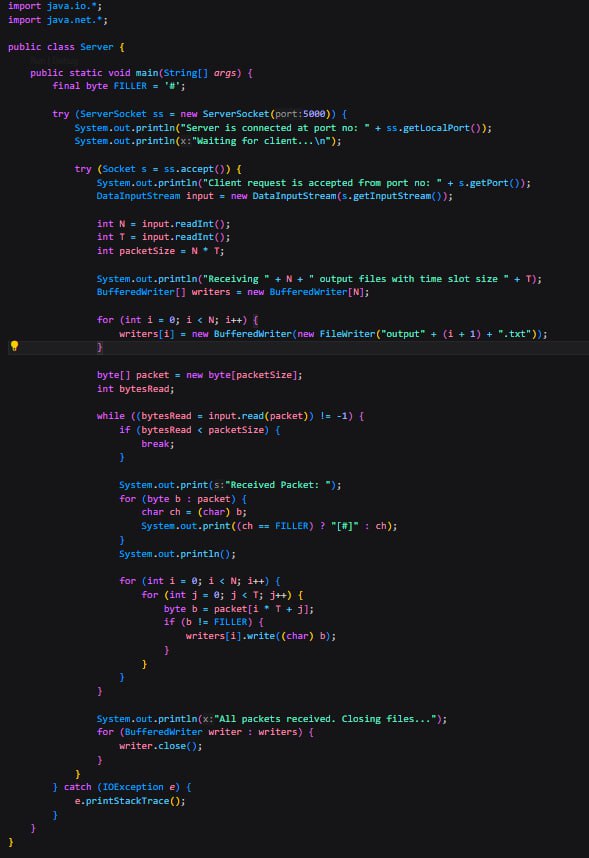 import java.io.*;
import java.net.*;

public class Server {
    Run | Debug
    public static void main(String[] args) {
        final byte FILLER = '#';

        try (ServerSocket ss = new ServerSocket(port:5000)) {
            System.out.println("Server is connected at port no: " + ss.getLocalPort());
            System.out.println(x:"Waiting for client...\n");

            try (Socket s = ss.accept()) {
                System.out.println("Client request is accepted from port no: " + s.getPort());
                DataInputStream input = new DataInputStream(s.getInputStream());

                int N = input.readInt();
                int T = input.readInt();
                int packetSize = N * T;

                System.out.println("Receiving " + N + " output files with time slot size " + T);
                BufferedWriter[] writers = new BufferedWriter[N];

                for (int i = 0; i < N; i++) {
                    writers[i] = new BufferedWriter(new FileWriter("output" + (i + 1) + ".txt"));
                }

                byte[] packet = new byte[packetSize];
                int bytesRead;

                while ((bytesRead = input.read(packet)) != -1) {
                    if (bytesRead < packetSize) {
                        break;
                    }

                    System.out.print(s:"Received Packet: ");
                    for (byte b : packet) {
                        char ch = (char) b;
                        System.out.print((ch == FILLER) ? "[#]" : ch);
                    }
                    System.out.println();

                    for (int i = 0; i < N; i++) {
                        for (int j = 0; j < T; j++) {
                            byte b = packet[i * T + j];
                            if (b != FILLER) {
                                writers[i].write((char) b);
                            }
                        }
                    }
                }

                System.out.println(x:"All packets received. Closing files...");
                for (BufferedWriter writer : writers) {
                    writer.close();
                }
            }
        } catch (IOException e) {
            e.printStackTrace();
        }
    }
}